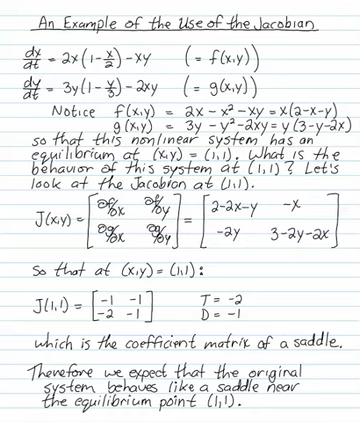 An Example of the Use of the Jacobian
dx/dt = 2x(1-x/2) - xy (= f(x,y))
dy/dt = 3y(1-y/3) - 2xy (= g(x,y))
Notice f(x,y) = 2x - x² - xy = x(2-x-y)
g(x,y) = 3y - y² - 2xy = y(3-y-2x)
so that this nonlinear system has an
equilibrium at (x,y) = (1,1). What is the
behavior of this system at (1,1)? Let's
look at the Jacobian at (1,1).
J(x,y) = [∂f/∂x ∂f/∂y; ∂g/∂x ∂g/∂y] = [2-2x-y -x; -2y 3-2y-2x]
So that at (x,y) = (1,1):
J(1,1) = [-1 -1; -2 -1] T = -2 D = -1
which is the coefficient matrix of a saddle.
Therefore we expect that the original
system behaves like a saddle near
the equilibrium point (1,1).